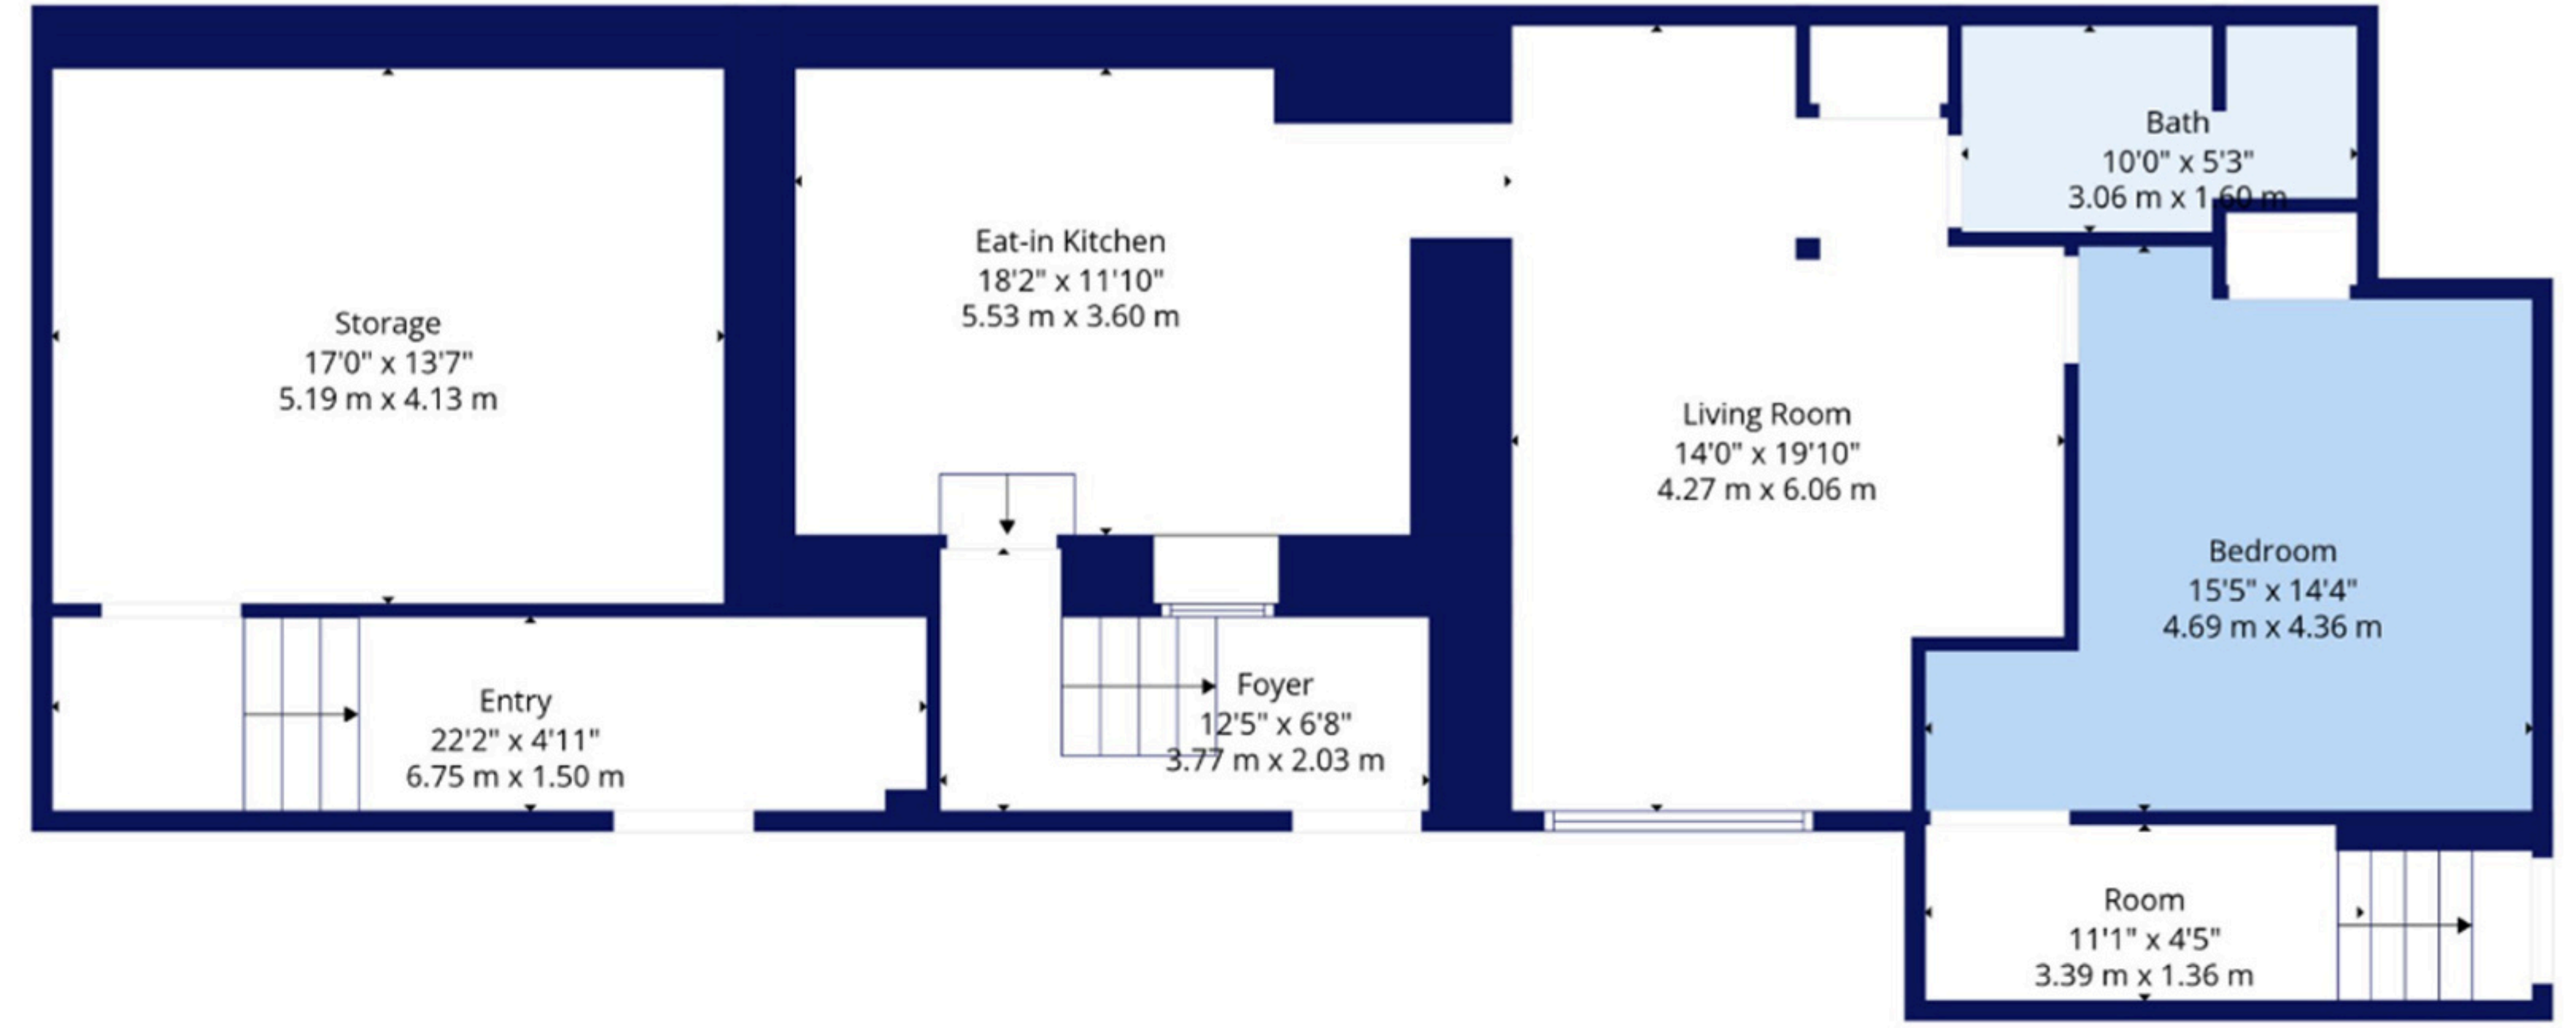 Storage
17'0" x 13'7"
5.19 m x 4.13 m
Eat-in Kitchen
18'2" x 11'10"
5.53 m x 3.60 m
Bath
10'0" x 5'3"
3.06 m x 1.60 m
Living Room
14'0" x 19'10"
4.27 m x 6.06 m
Bedroom
15'5" x 14'4"
4.69 m x 4.36 m
Entry
22'2" x 4'11"
6.75 m x 1.50 m
Foyer
12'5" x 6'8"
3.77 m x 2.03 m
Room
11'1" x 4'5"
3.39 m x 1.36 m